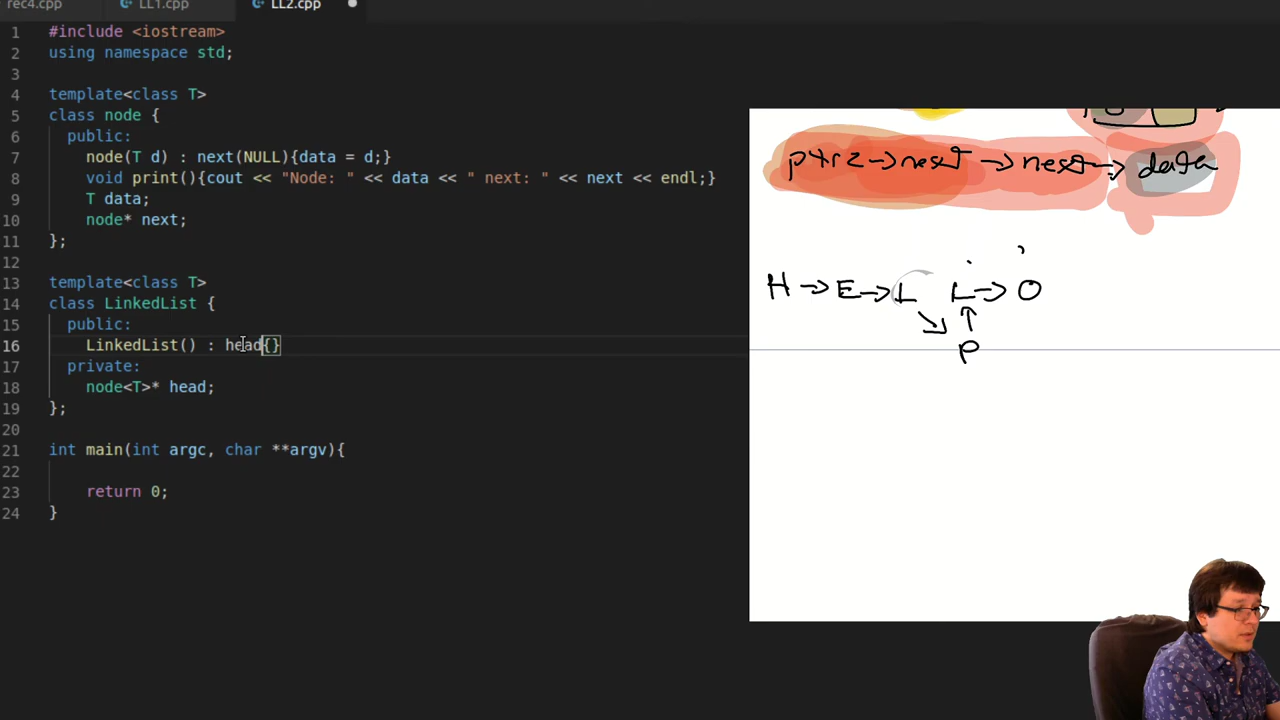 rec4.cpp LL1.cpp LL2.cpp
1 #include <iostream>
2 using namespace std;
3
4 template<class T>
5 class node {
6 public:
7 node(T d) : next(NULL){data = d;}
8 void print(){cout << "Node: " << data << " next: " << next << endl;}
9 T data;
10 node* next;
11 };
12
13 template<class T>
14 class LinkedList {
15 public:
16 LinkedList() : head{}
17 private:
18 node<T>* head;
19 };
20
21 int main(int argc, char **argv){
22
23 return 0;
24 }
ptr2→next→next→data
H→E→L L→O
P